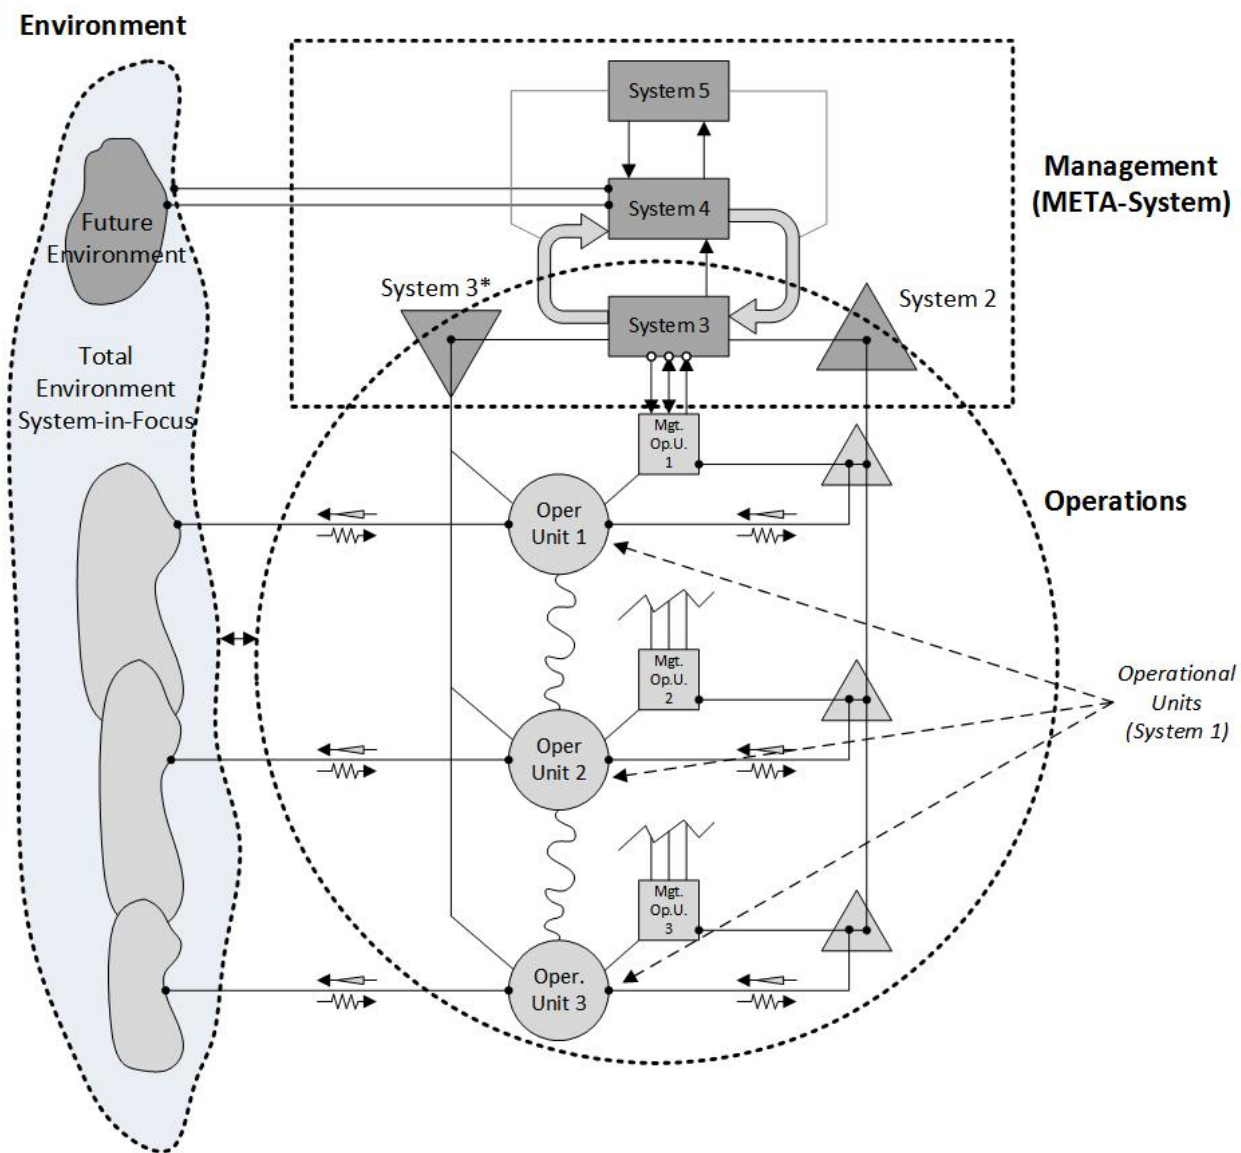 Environment
System 5
Management
(META-System)
System 4
Future
Environment
System 3*
System 2
System 3
Total
Environment
System-in-Focus
Mgt.
Op.U.
1
Operations
Oper
Unit 1
Mgt.
Op.U.
2
Operational
Units
(System 1)
Oper
Unit 2
Mgt.
Op.U.
3
Oper.
Unit 3